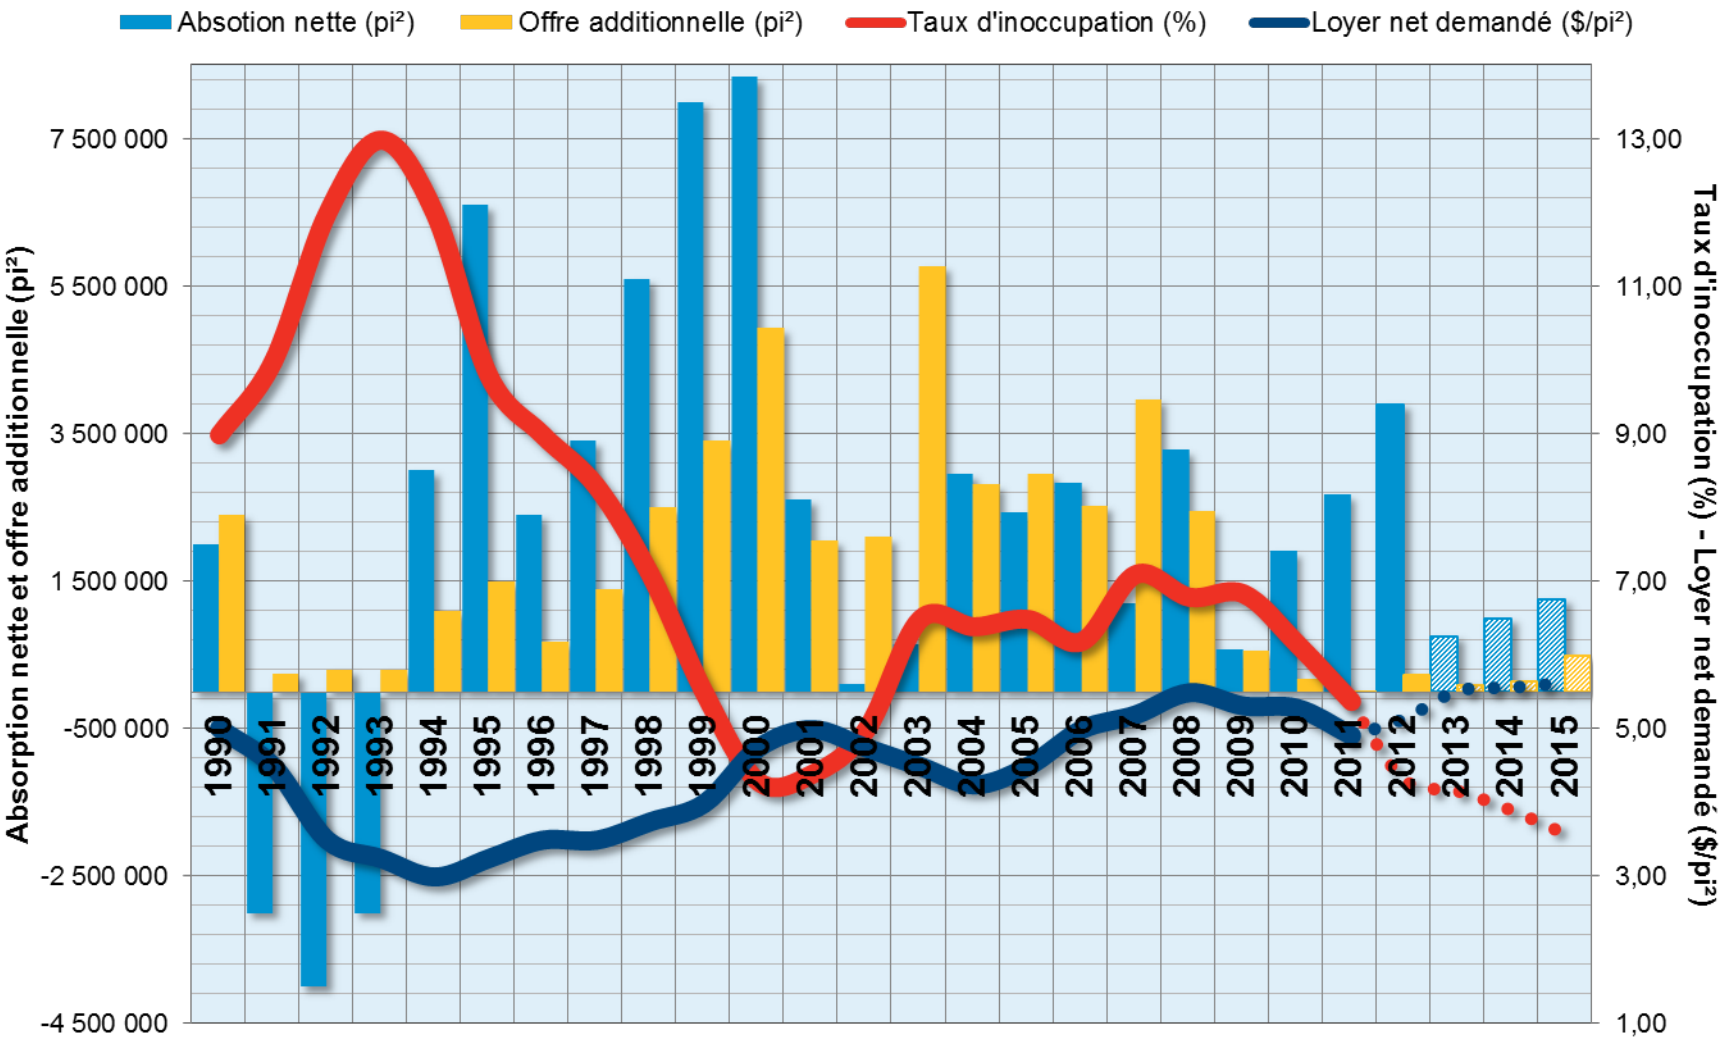 Absotion nette (pi²) Offre additionnelle (pi²) Taux d'inoccupation (%) Loyer net demandé ($/pi²)
Absorption nette et offre additionnelle (pi²)
7 500 000
5 500 000
3 500 000
1 500 000
-500 000
-2 500 000
-4 500 000
1990 1991 1992 1993 1994 1995 1996 1997 1998 1999 2000 2001 2002 2003 2004 2005 2006 2007 2008 2009 2010 2011 2012 2013 2014 2015
13,00
11,00
9,00
7,00
5,00
3,00
1,00
Taux d'inoccupation (%) - Loyer net demandé ($/pi²)